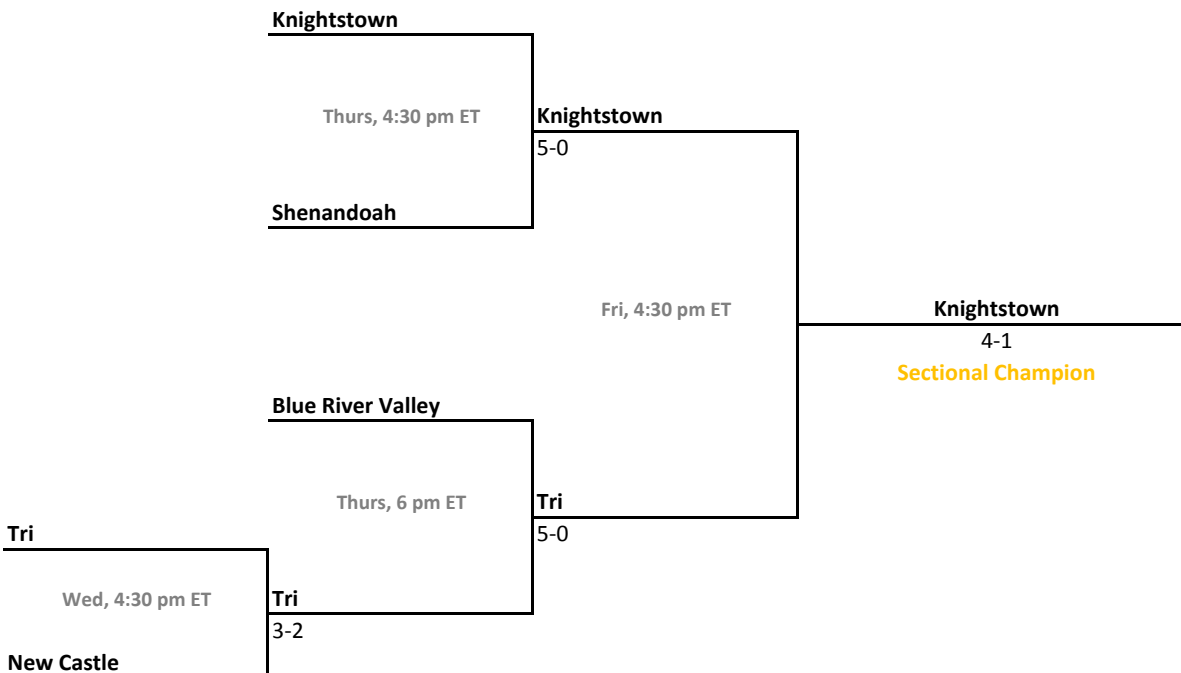 Knightstown
Thurs, 4:30 pm ET
Knightstown
5-0
Shenandoah
Fri, 4:30 pm ET
Knightstown
4-1
Sectional Champion
Blue River Valley
Thurs, 6 pm ET
Tri
5-0
Tri
Wed, 4:30 pm ET
Tri
3-2
New Castle